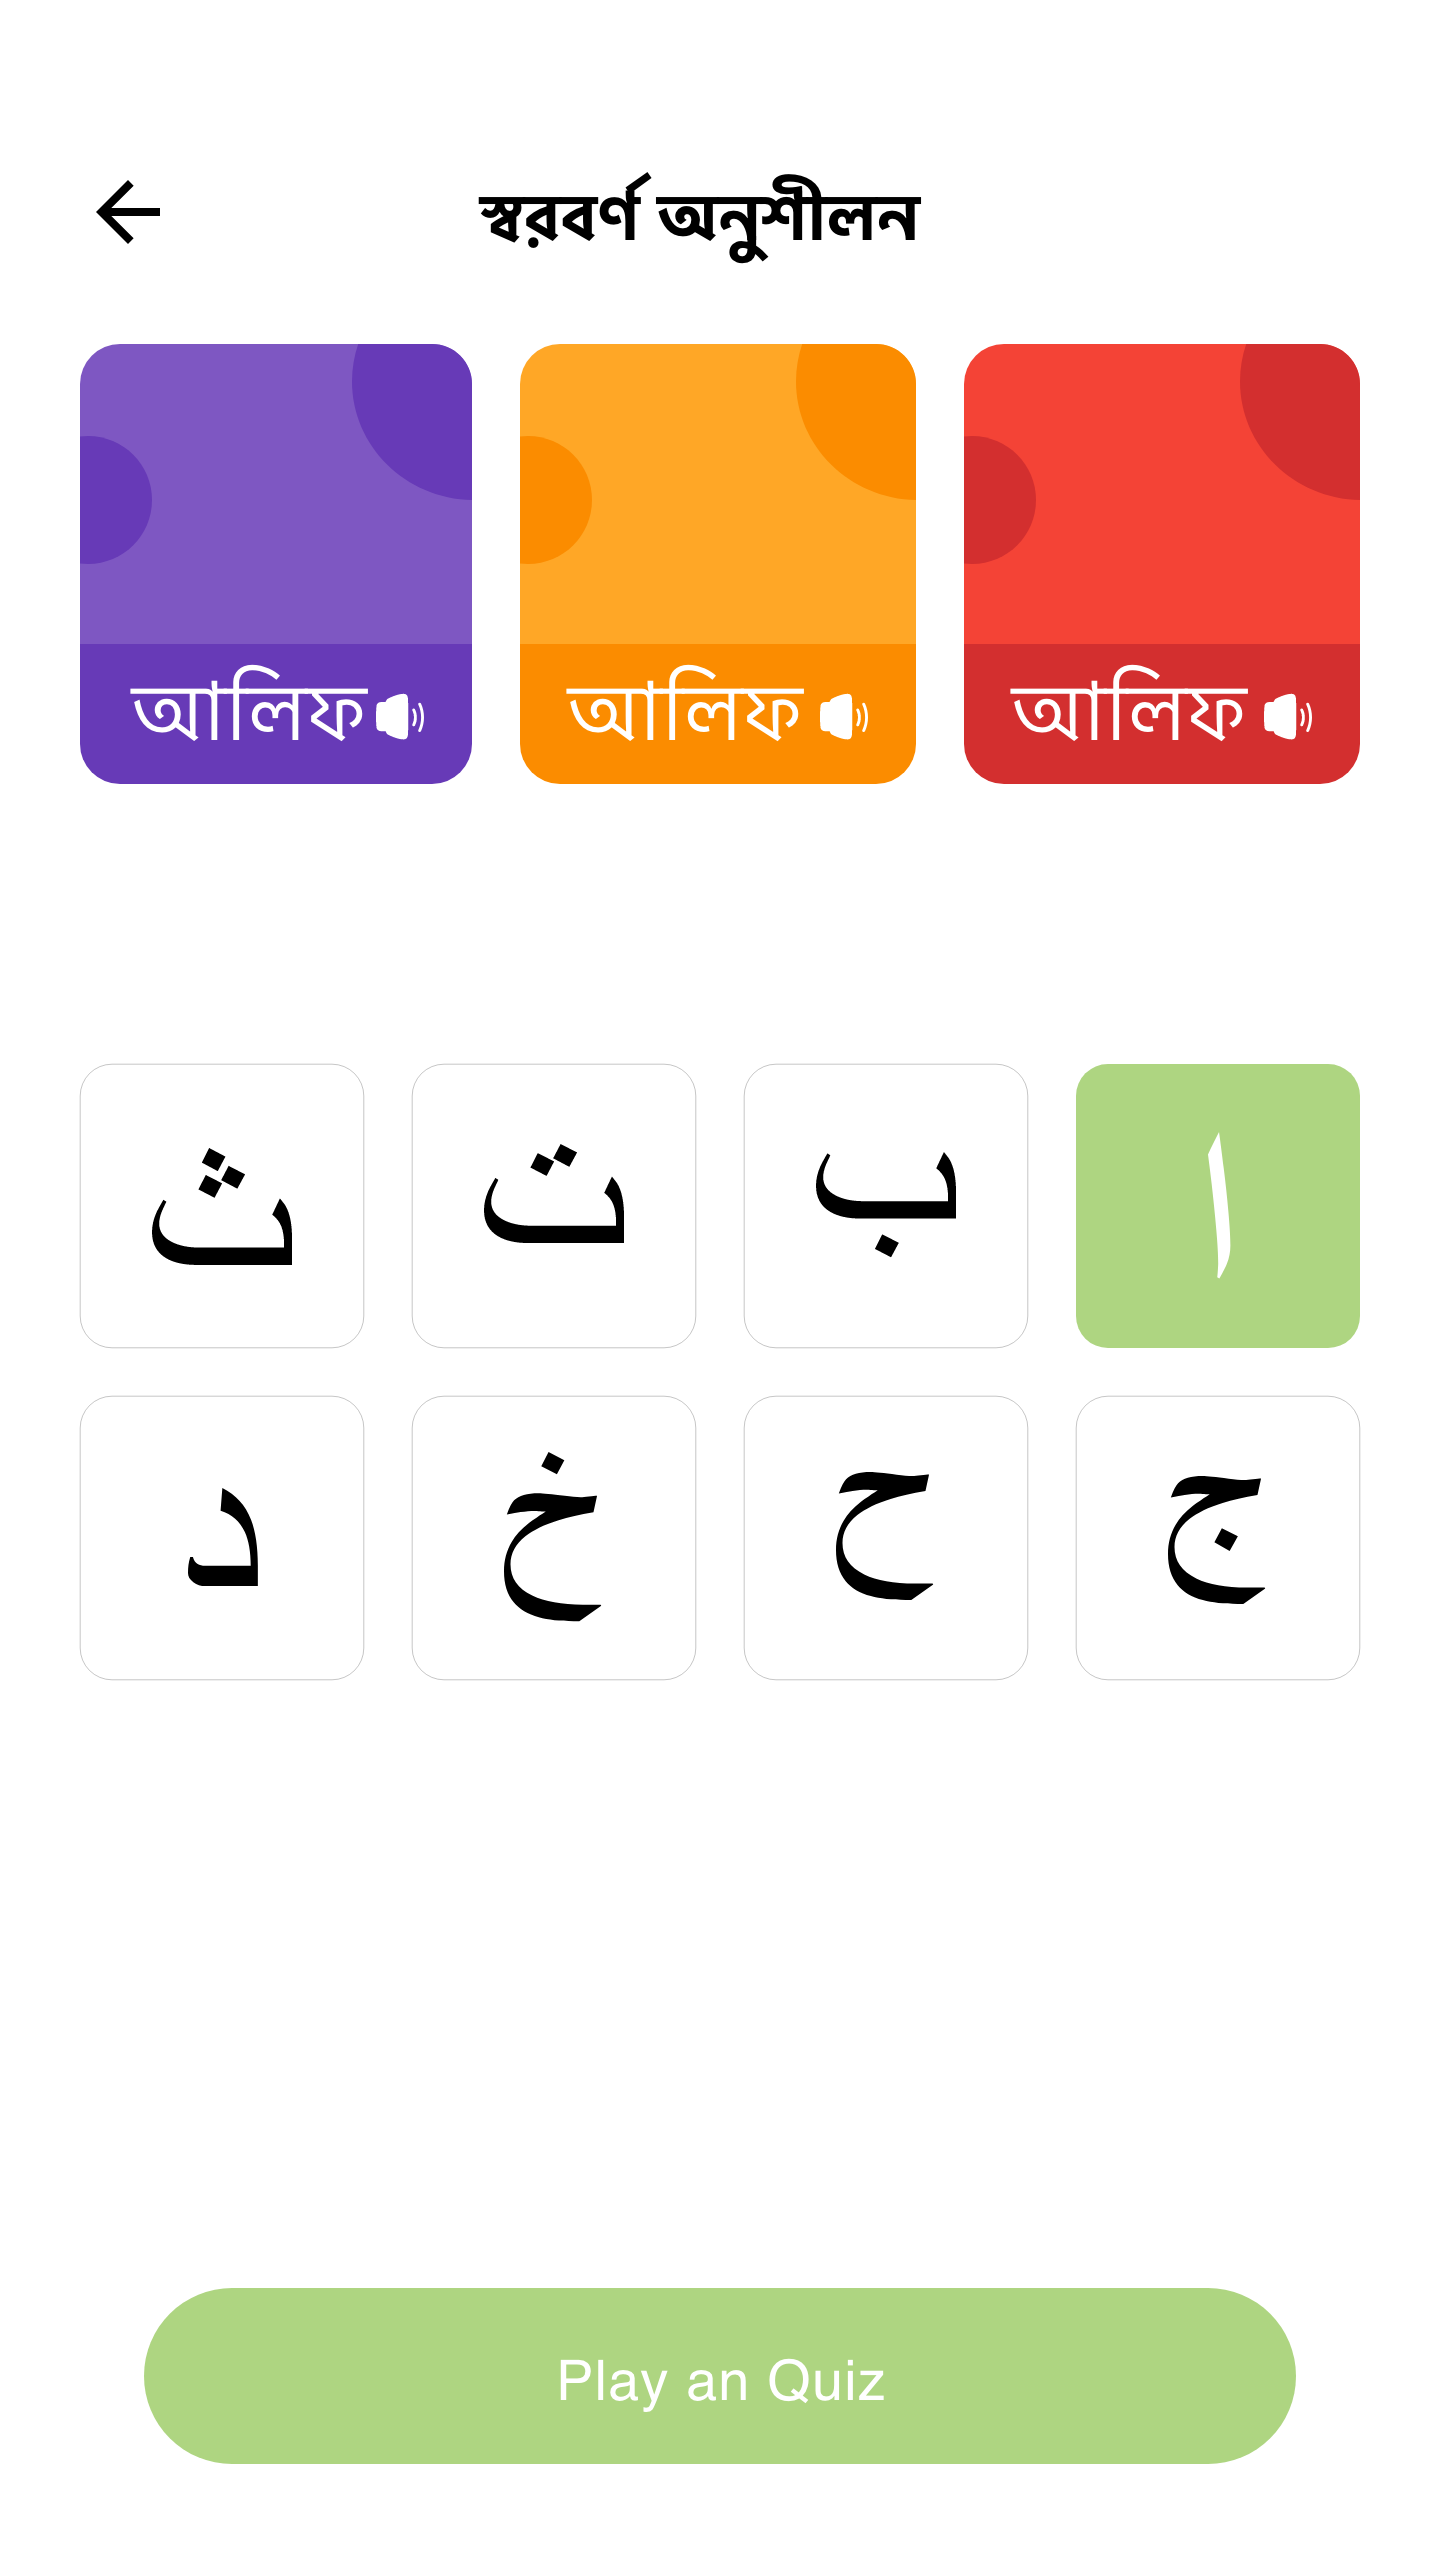 স্বরবর্ণ অনুশীলন
আলিফ আলিফ আলিফ
ا ب ت ث
ج ح خ د
Play an Quiz